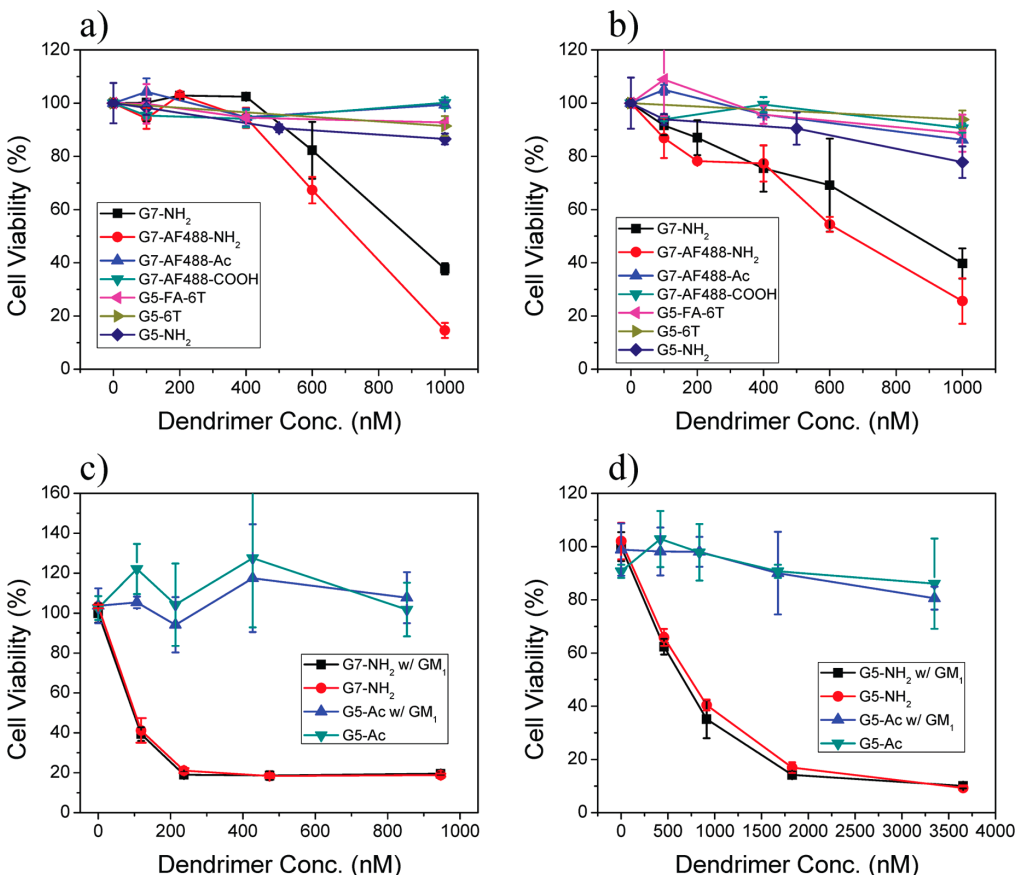 a)
120
100
80
60
40
20
0
Cell Viability (%)
G7-NH2
G7-AF488-NH2
G7-AF488-Ac
G7-AF488-COOH
G5-FA-6T
G5-6T
G5-NH2
0 200 400 600 800 1000
Dendrimer Conc. (nM)
b)
120
100
80
60
40
20
0
Cell Viability (%)
G7-NH2
G7-AF488-NH2
G7-AF488-Ac
G7-AF488-COOH
G5-FA-6T
G5-6T
G5-NH2
0 200 400 600 800 1000
Dendrimer Conc. (nM)
c)
160
140
120
100
80
60
40
20
0
Cell Viability (%)
G7-NH2 w/ GM1
G7-NH2
G5-Ac w/ GM1
G5-Ac
0 200 400 600 800 1000
Dendrimer Conc. (nM)
d)
120
100
80
60
40
20
0
Cell Viability (%)
G5-NH2 w/ GM1
G5-NH2
G5-Ac w/ GM1
G5-Ac
0 500 1000 1500 2000 2500 3000 3500 4000
Dendrimer Conc. (nM)